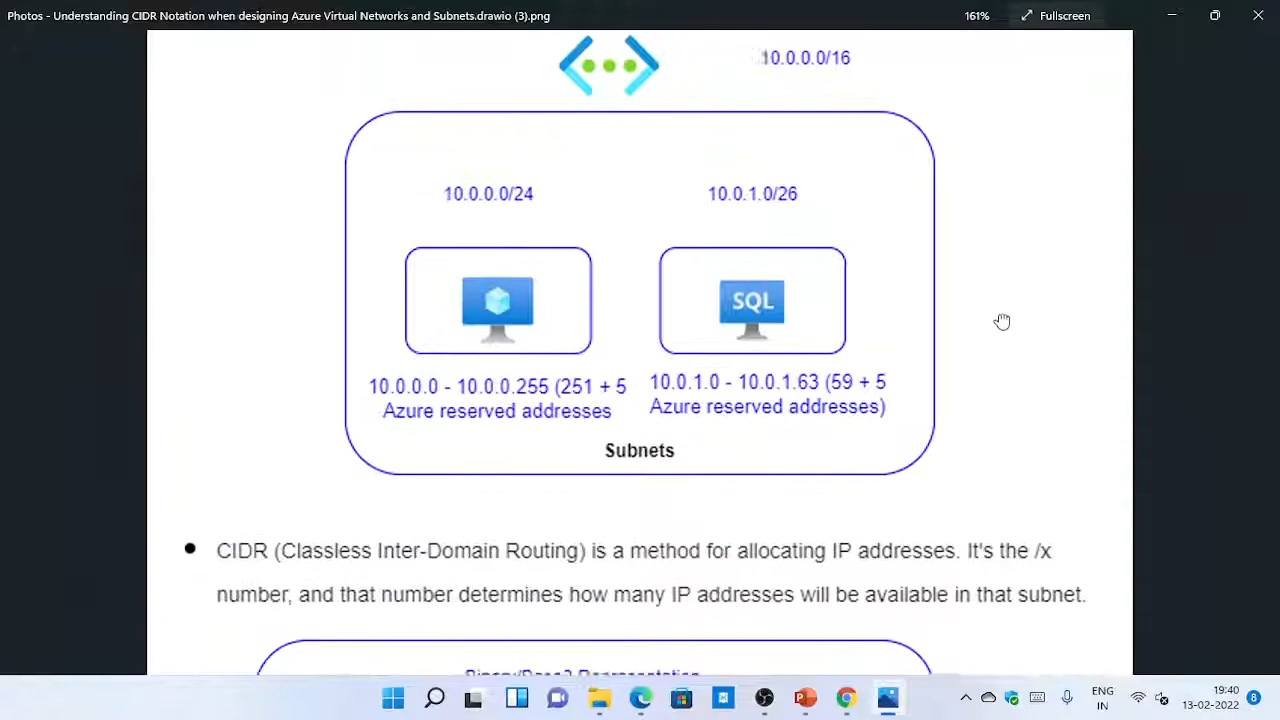 Photos - Understanding CIDR Notation when designing Azure Virtual Networks and Subnets.drawio (3).png
161%
Fullscreen
10.0.0.0/16
10.0.0.0/24
10.0.1.0/26
SQL
10.0.0.0 - 10.0.0.255 (251 + 5
Azure reserved addresses
10.0.1.0 - 10.0.1.63 (59 + 5
Azure reserved addresses)
Subnets
CIDR (Classless Inter-Domain Routing) is a method for allocating IP addresses. It's the /x
number, and that number determines how many IP addresses will be available in that subnet.
ENG
IN
19:40
13-02-2022
8